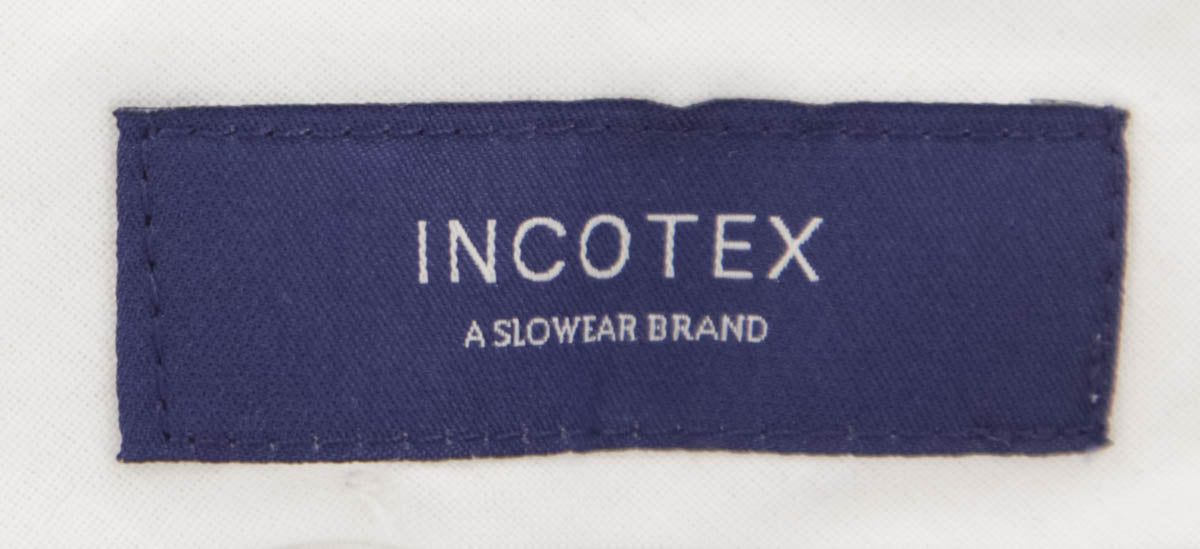 INCOTEX
A SLOWEAR BRAND